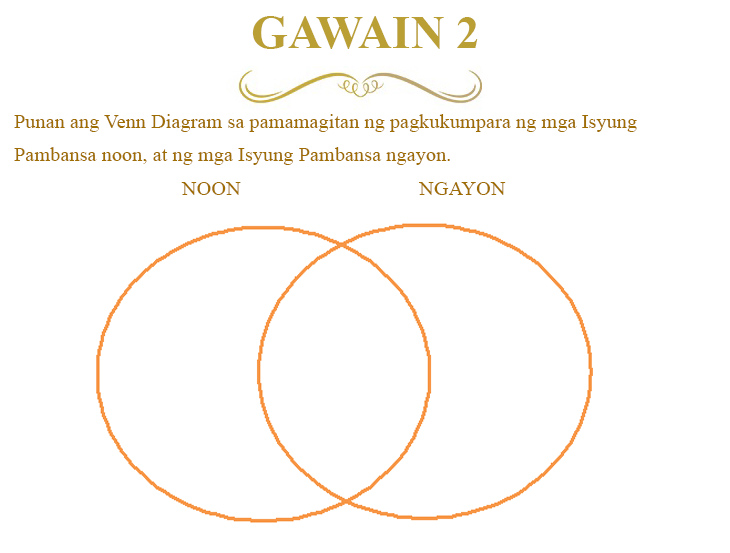 GAWAIN 2
Punan ang Venn Diagram sa pamamagitan ng pagkukumpara ng mga Isyung
Pambansa noon, at ng mga Isyung Pambansa ngayon.
NOON NGAYON